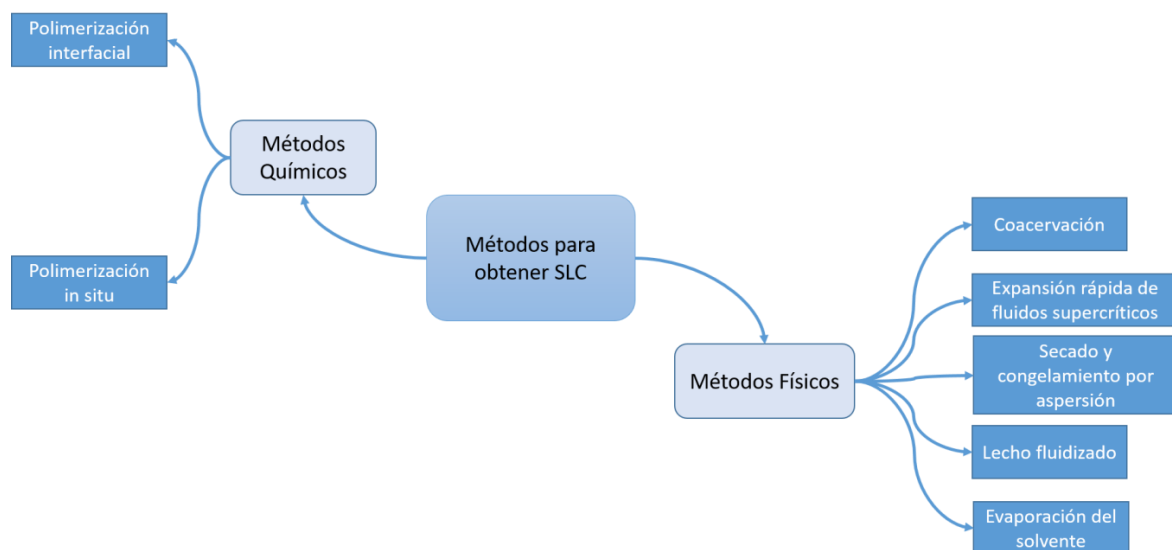 Polimerización
interfacial
Métodos
Químicos
Polimerización
in situ
Métodos para
obtener SLC
Métodos Físicos
Coacervación
Expansión rápida de
fluidos supercríticos
Secado y
congelamiento por
aspersión
Lecho fluidizado
Evaporación del
solvente